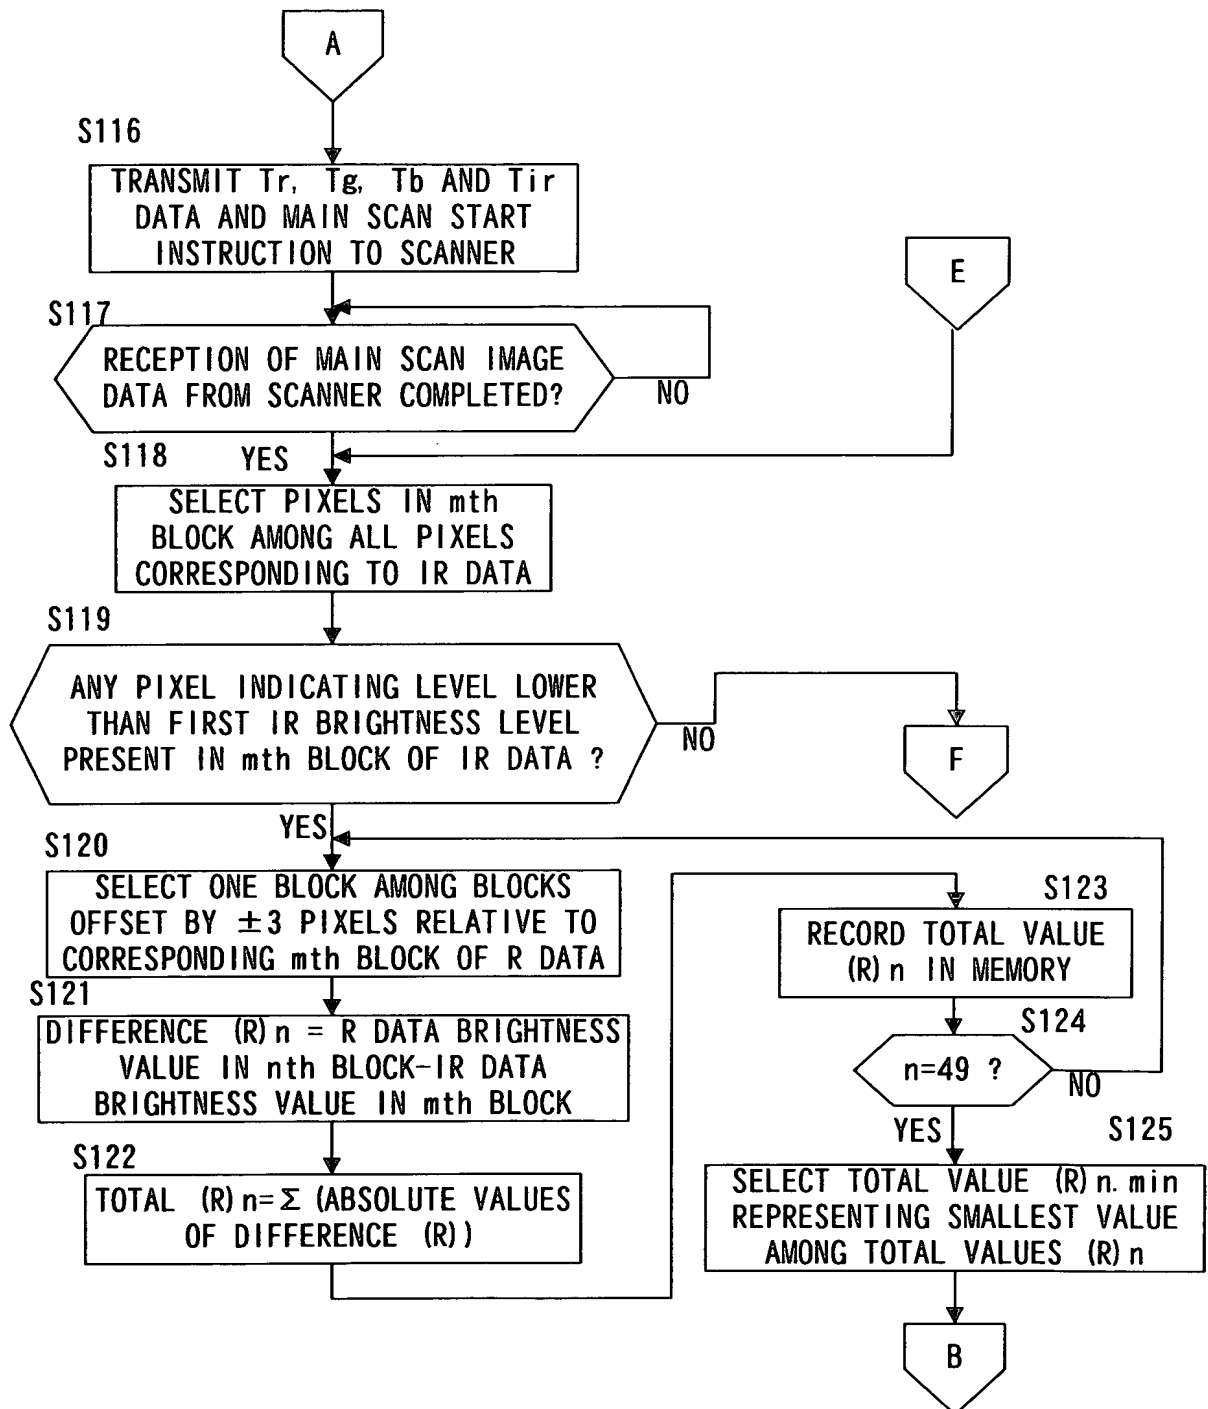 A
S116
TRANSMIT Tr, Tg, Tb AND Tir
DATA AND MAIN SCAN START
INSTRUCTION TO SCANNER
E
S117
RECEPTION OF MAIN SCAN IMAGE
DATA FROM SCANNER COMPLETED?
NO
S118
YES
SELECT PIXELS IN mth
BLOCK AMONG ALL PIXELS
CORRESPONDING TO IR DATA
S119
ANY PIXEL INDICATING LEVEL LOWER
THAN FIRST IR BRIGHTNESS LEVEL
PRESENT IN mth BLOCK OF IR DATA ?
NO
F
YES
S120
SELECT ONE BLOCK AMONG BLOCKS
OFFSET BY ±3 PIXELS RELATIVE TO
CORRESPONDING mth BLOCK OF R DATA
S121
DIFFERENCE (R)n = R DATA BRIGHTNESS
VALUE IN nth BLOCK-IR DATA
BRIGHTNESS VALUE IN mth BLOCK
S122
TOTAL (R)n=Σ (ABSOLUTE VALUES
OF DIFFERENCE (R))
S123
RECORD TOTAL VALUE
(R)n IN MEMORY
S124
n=49 ?
NO
YES
S125
SELECT TOTAL VALUE (R)n.min
REPRESENTING SMALLEST VALUE
AMONG TOTAL VALUES (R)n
B